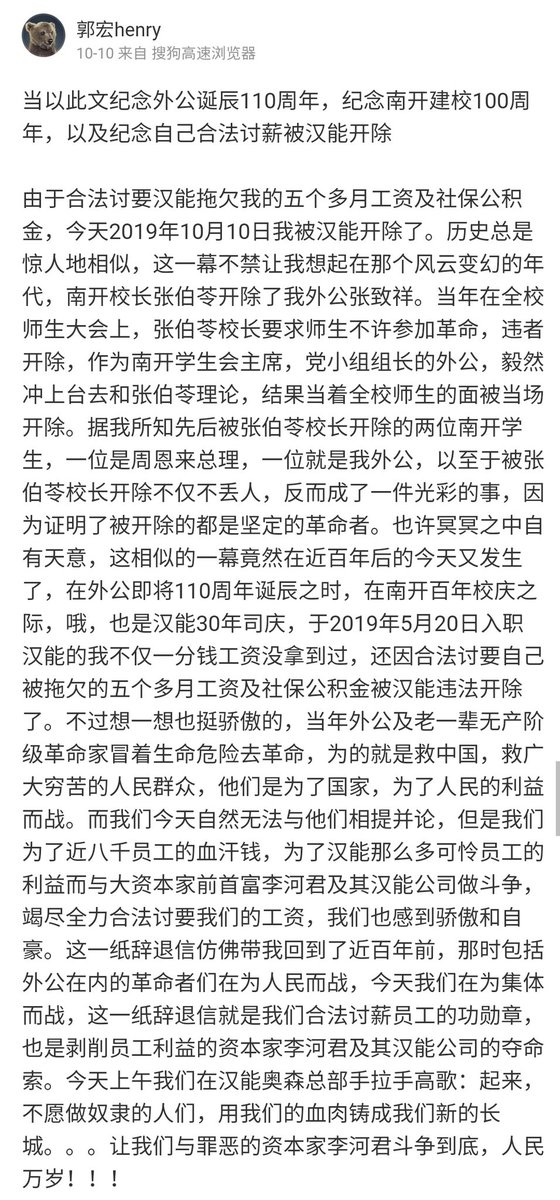 郭宏henry
10-10 来自 搜狗高速浏览器
当以此文纪念外公诞辰110周年，纪念南开建校100周
年，以及纪念自己合法讨薪被汉能开除
由于合法讨要汉能拖欠我的五个多月工资及社保公积
金，今天2019年10月10日我被汉能开除了。历史总是
惊人地相似，这一幕不禁让我想起在那个风云变幻的年
代，南开校长张伯苓开除了我外公张致祥。当年在全校
师生大会上，张伯苓校长要求师生不许参加革命，违者
开除，作为南开学生会主席，党小组组长的外公，毅然
冲上台去和张伯苓理论，结果当着全校师生的面被当场
开除。据我所知先后被张伯苓校长开除的两位南开学
生，一位是周恩来总理，一位就是我外公，以至于被张
伯苓校长开除不仅不丢人，反而成了一件光彩的事，因
为证明了被开除的都是坚定的革命者。也许冥冥之中自
有天意，这相似的一幕竟然在近百年后的今天又发生
了，在外公即将110周年诞辰之时，在南开百年校庆之
际，哦，也是汉能30年司庆，于2019年5月20日入职
汉能的我不仅一分钱工资没拿到过，还因合法讨要自己
被拖欠的五个多月工资及社保公积金被汉能违法开除
了。不过想一想也挺骄傲的，当年外公及老一辈无产阶
级革命家冒着生命危险去革命，为的就是救中国，救广
大穷苦的人民群众，他们是为了国家，为了人民的利益
而战。而我们今天自然无法与他们相提并论，但是我们
为了近八千员工的血汗钱，为了汉能那么多可怜员工的
利益而与大资本家前首富李河君及其汉能公司做斗争，
竭尽全力合法讨要我们的工资，我们也感到骄傲和自
豪。这一纸辞退信仿佛带我回到了近百年前，那时包括
外公在内的革命者们在为人民而战，今天我们在为集体
而战，这一纸辞退信就是我们合法讨薪员工的功勋章，
也是剥削员工利益的资本家李河君及其汉能公司的夺命
索。今天上午我们在汉能奥森总部手拉手高歌：起来，
不愿做奴隶的人们，用我们的血肉铸成我们新的长
城。。。让我们与罪恶的资本家李河君斗争到底，人民
万岁！！！